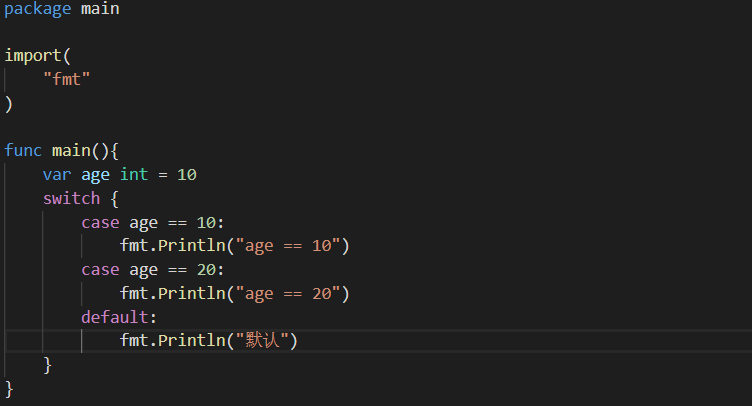 package main
import(
"fmt"
)
func main(){
var age int = 10
switch {
case age == 10:
fmt.Println("age == 10")
case age == 20:
fmt.Println("age == 20")
default:
fmt.Println("默认")
}
}